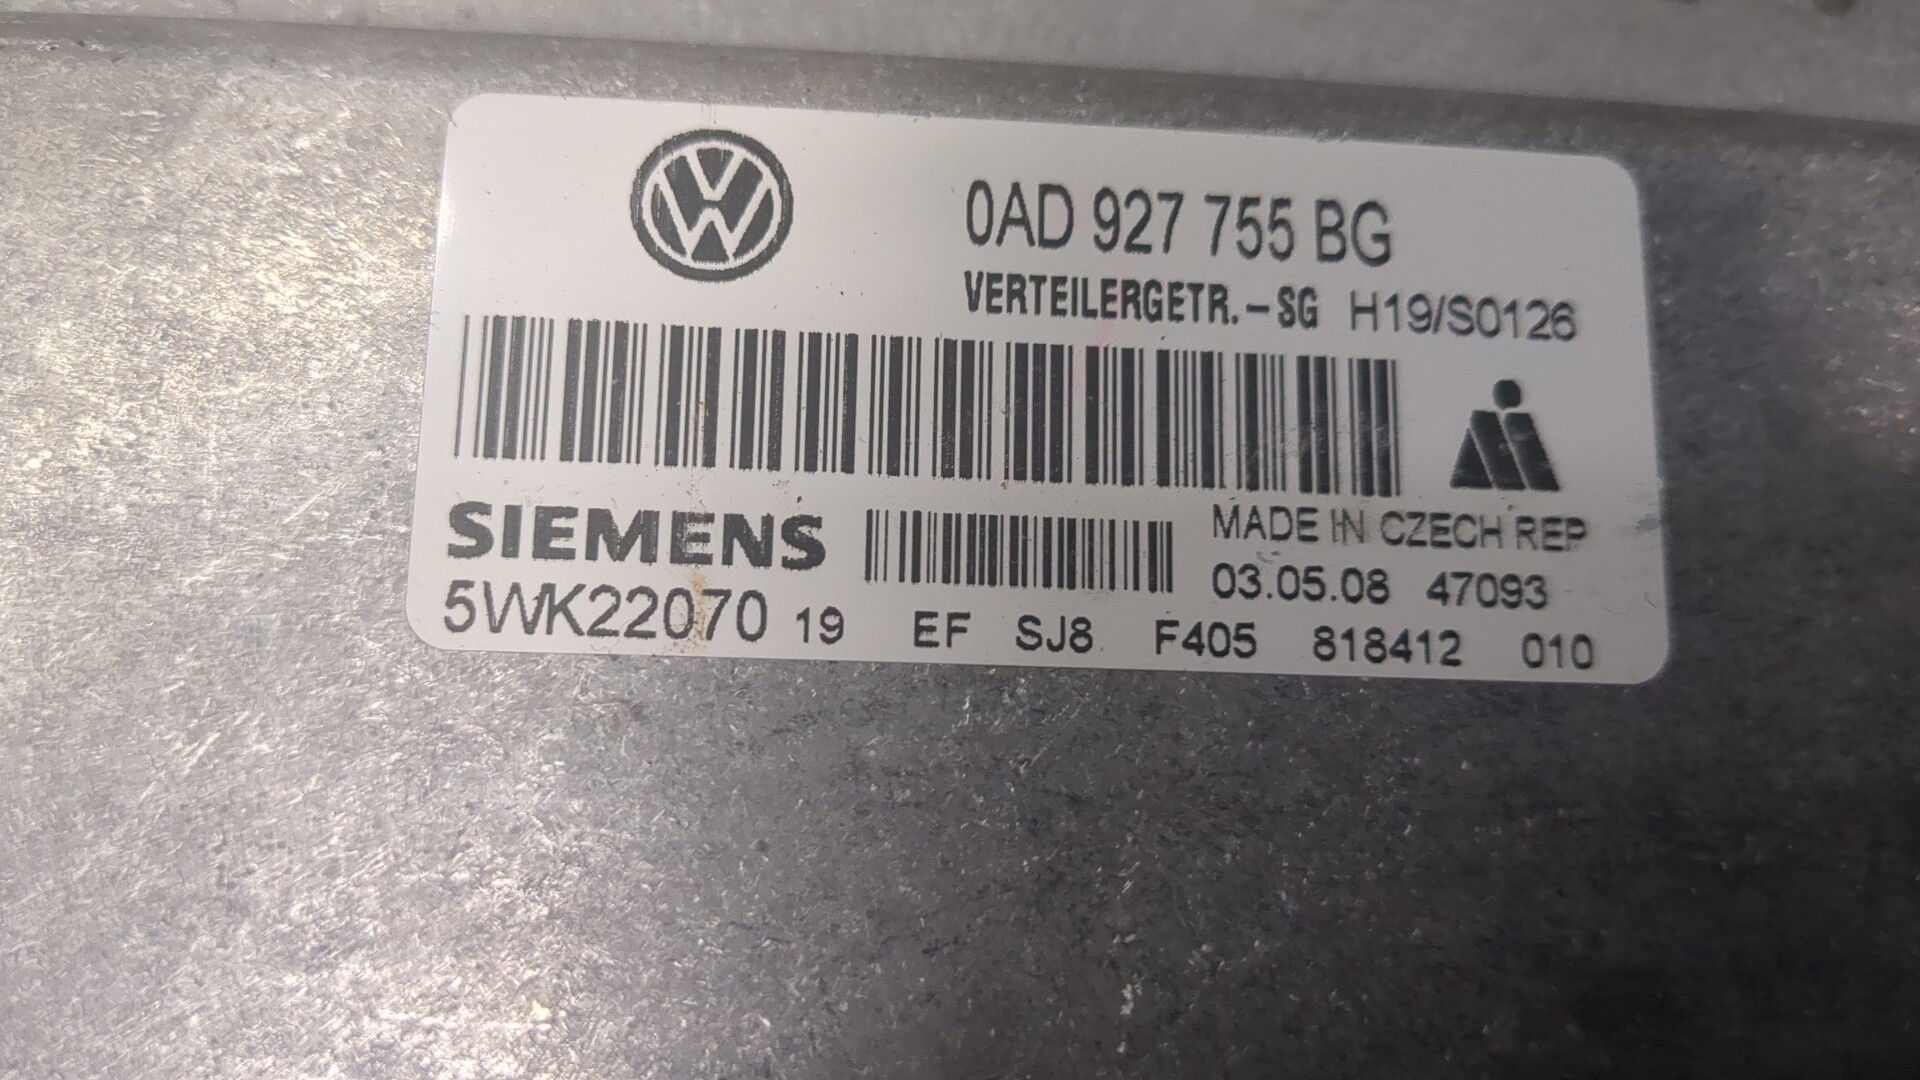 0AD 927 755 BG
VERTEILERGETR.-SG H19/S0126
SIEMENS
MADE IN CZECH REP
03.05.08 47093
5WK22070 19 EF SJ8 F405 818412 010